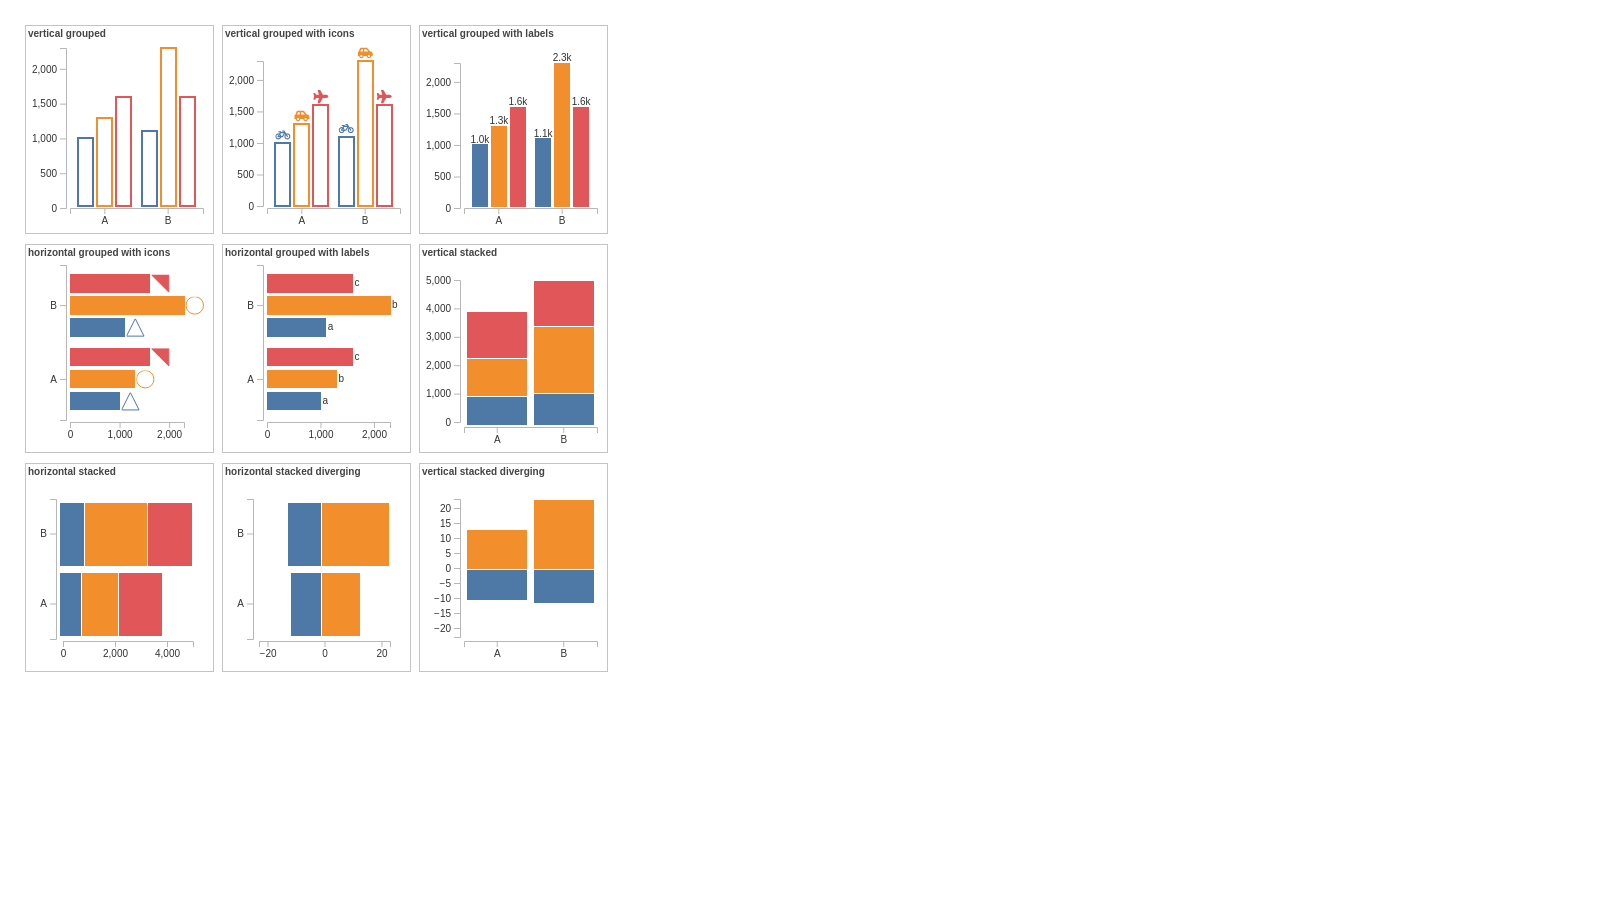 vertical grouped
2,000
1,500
1,000
500
0
A B
vertical grouped with icons
2,000
1,500
1,000
500
0
A B
vertical grouped with labels
2,000
1,500
1,000
500
0
1.0k 1.3k 1.6k 1.1k 2.3k 1.6k
A B
horizontal grouped with icons
B
A
0 1,000 2,000
horizontal grouped with labels
c
B b
a
c
A b
a
0 1,000 2,000
vertical stacked
5,000
4,000
3,000
2,000
1,000
0
A B
horizontal stacked
B
A
0 2,000 4,000
horizontal stacked diverging
B
A
−20 0 20
vertical stacked diverging
20
15
10
5
0
−5
−10
−15
−20
A B